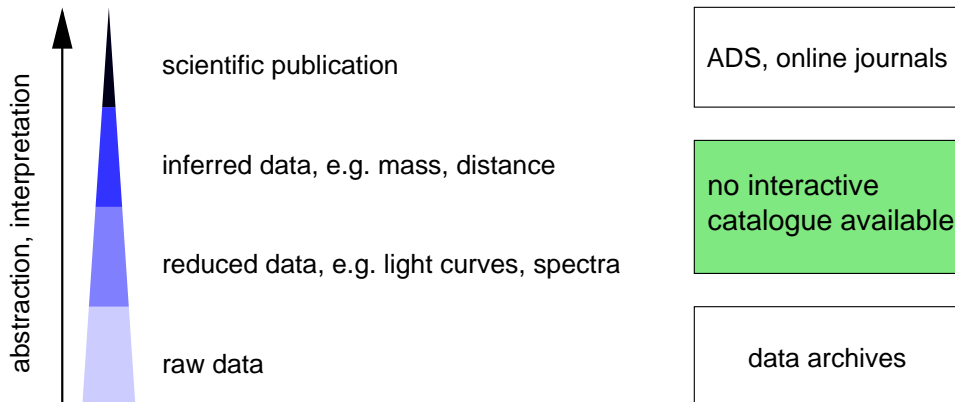 abstraction, interpretation
scientific publication
ADS, online journals
inferred data, e.g. mass, distance
no interactive
catalogue available
reduced data, e.g. light curves, spectra
raw data
data archives